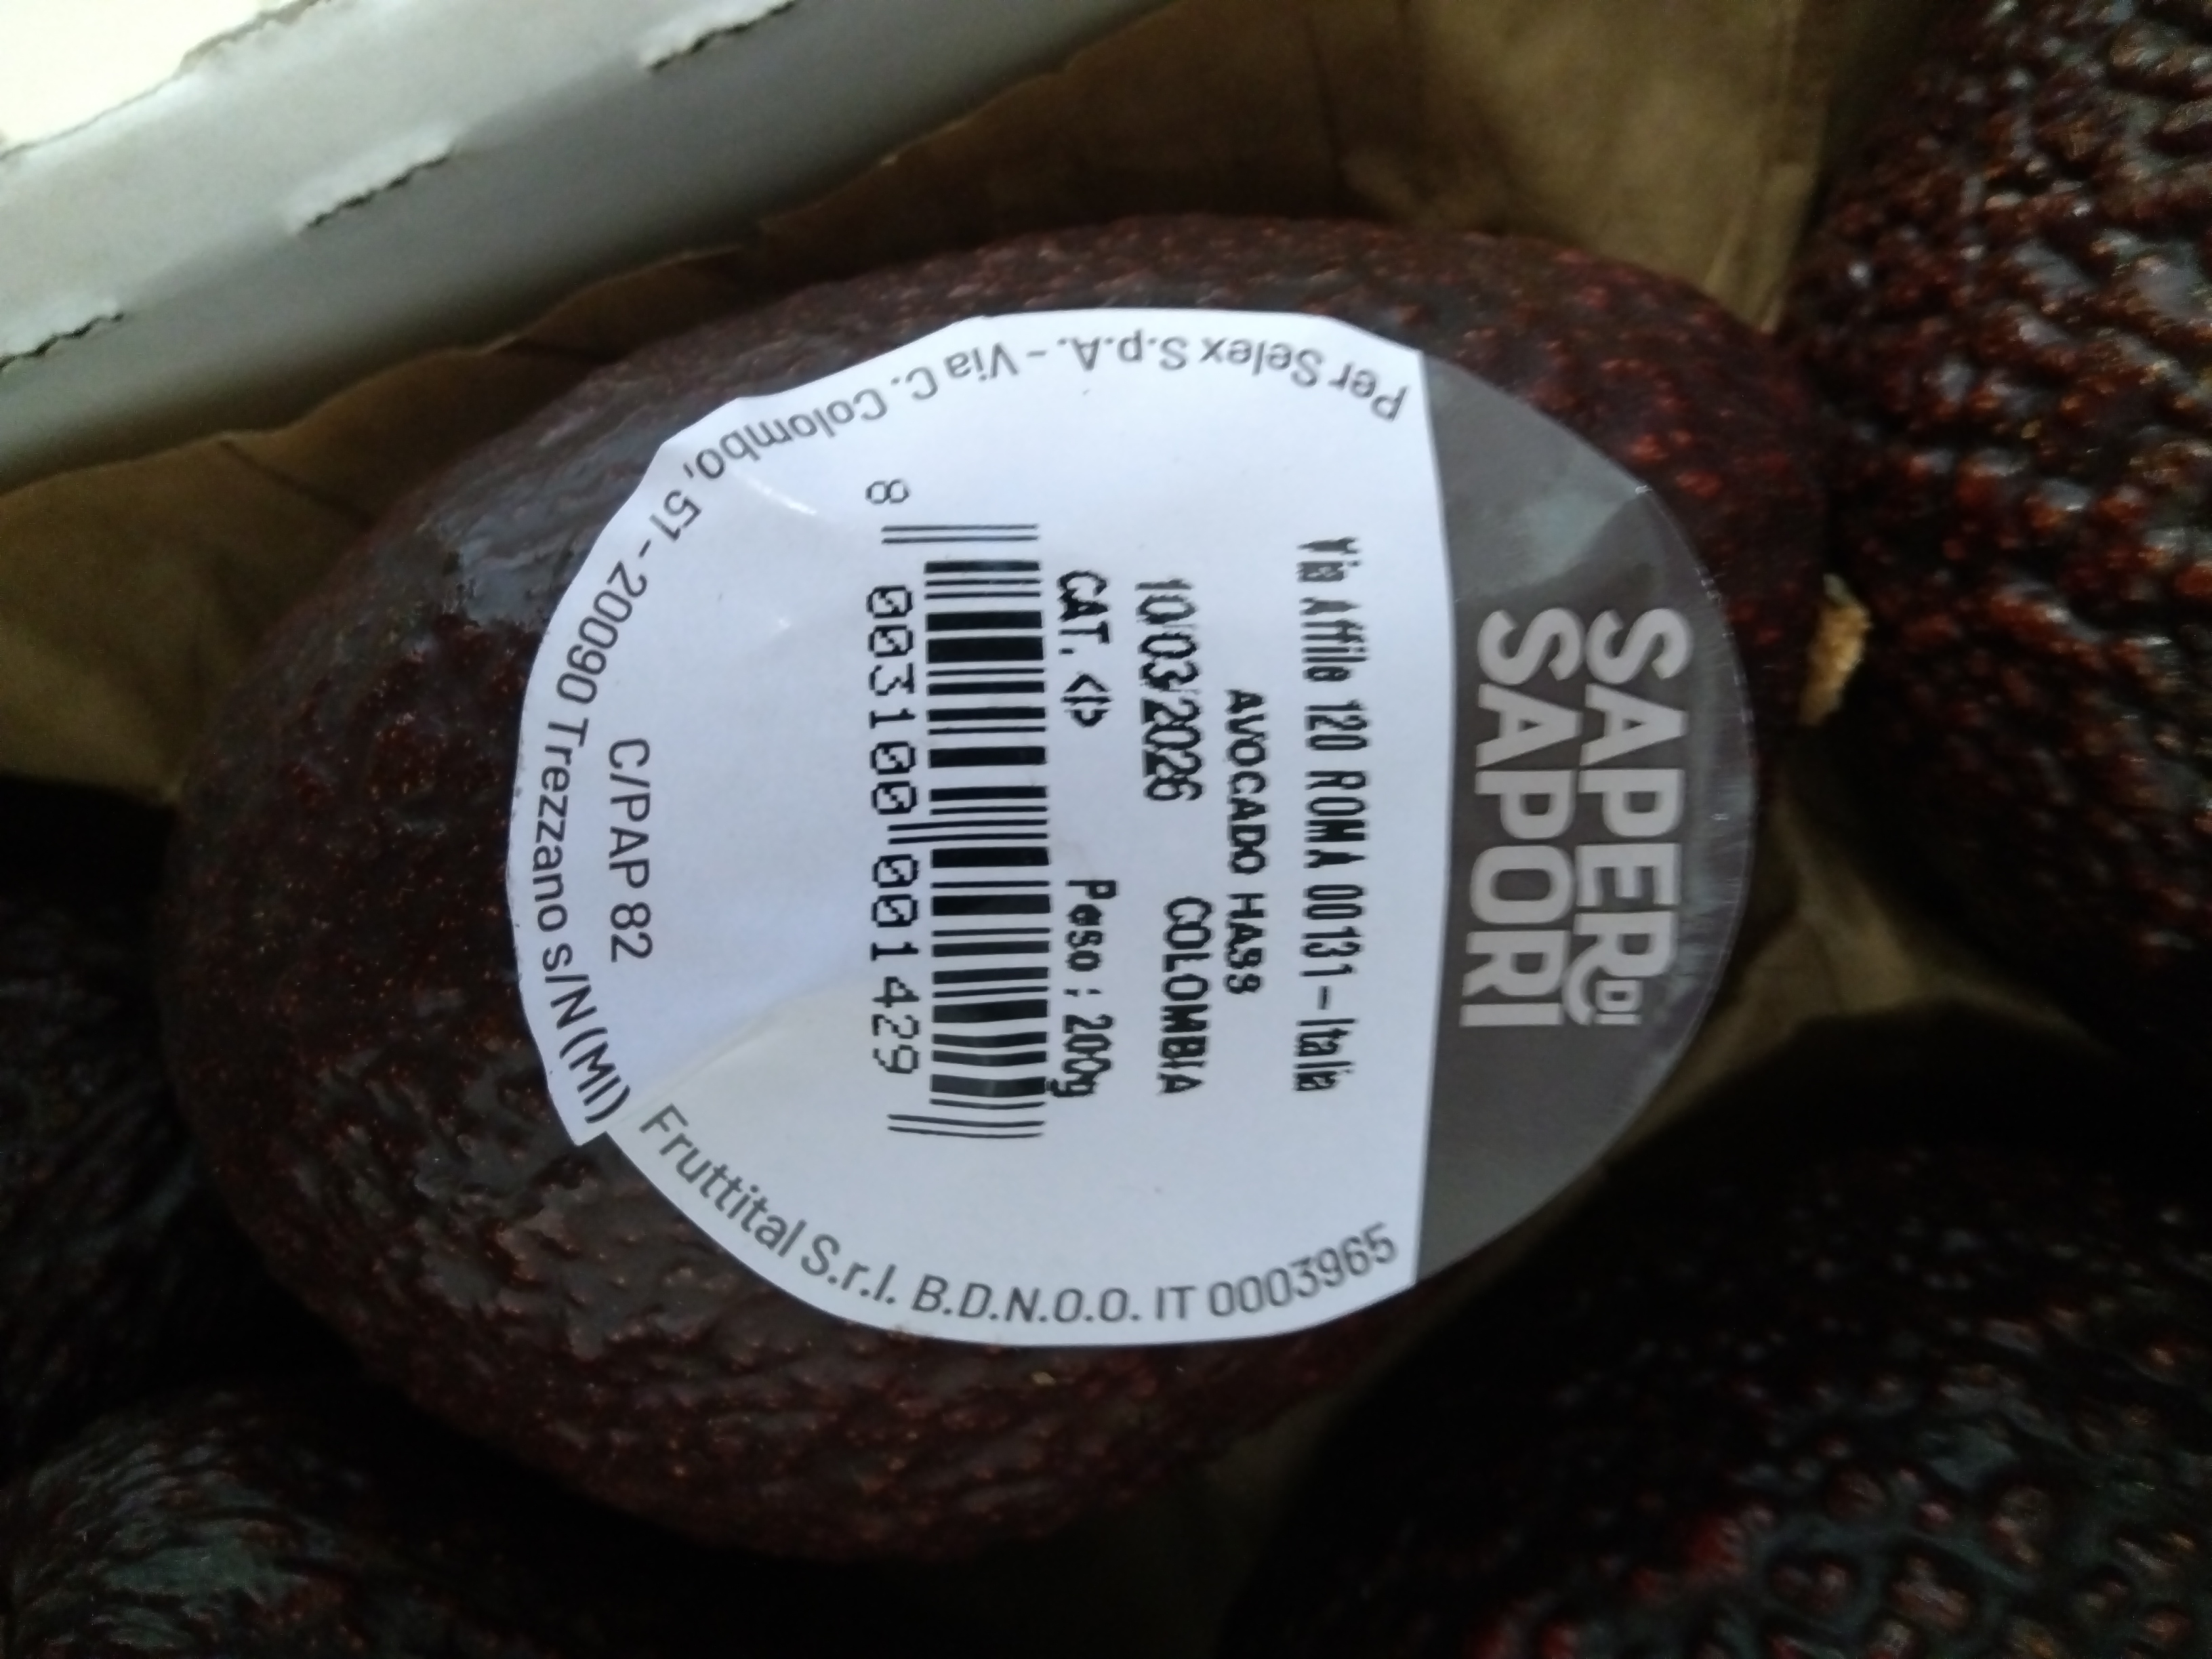 SAPER DI
SAPORI
Via Affile 120 ROMA 00131-Italia
AVOCADO HASS
10/03/2026 COLOMBIA
CAT. <I> Peso: 200g
8 003100 001429
C/PAP 82
Per Selex S.p.A. - Via C. Colombo, 51 - 20090 Trezzano s/N (MI)
Fruttital S.r.l. B.D.N.O.O. IT 0003965